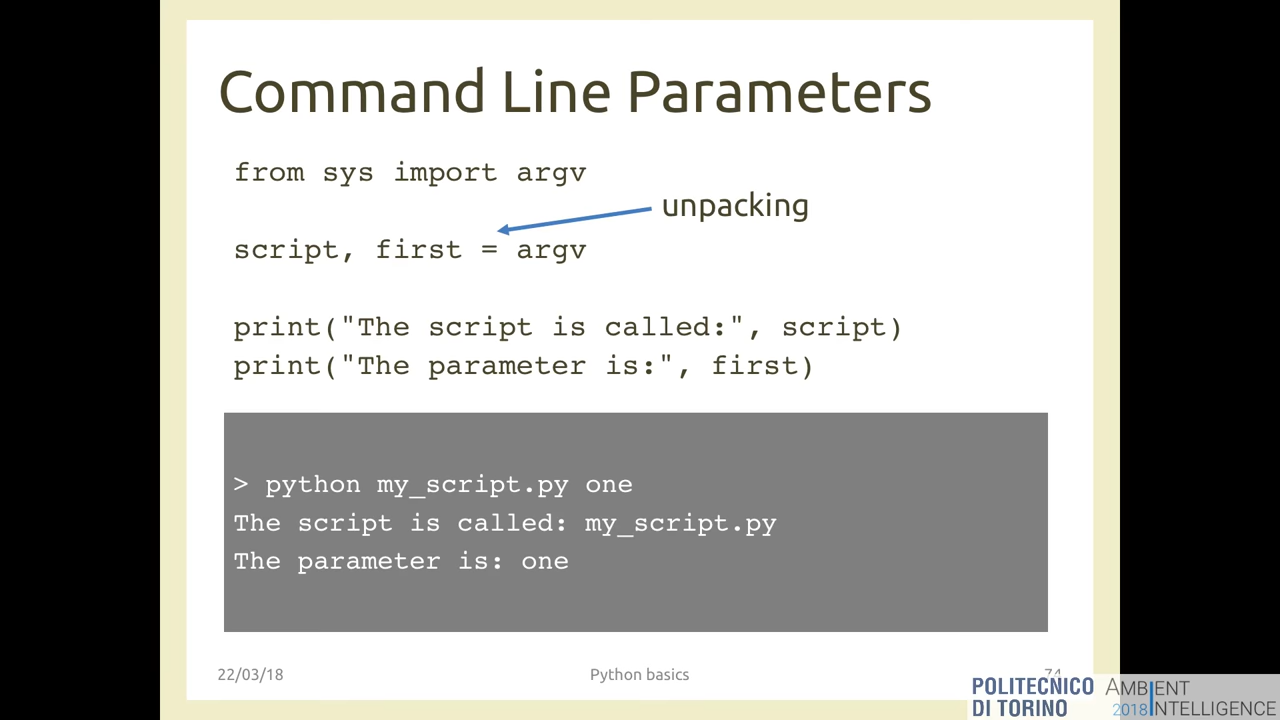 Command Line Parameters
from sys import argv
unpacking
script, first = argv
print("The script is called:", script)
print("The parameter is:", first)
> python my_script.py one
The script is called: my_script.py
The parameter is: one
22/03/18
Python basics
74
POLITECNICO
DI TORINO
AMBIENT
2018 INTELLIGENCE